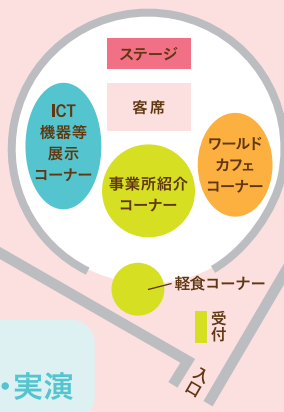 ステージ
客席
ICT
機器等
展示
コーナー
ワールド
カフェ
コーナー
事業所紹介
コーナー
軽食コーナー
受付
入口
・実演